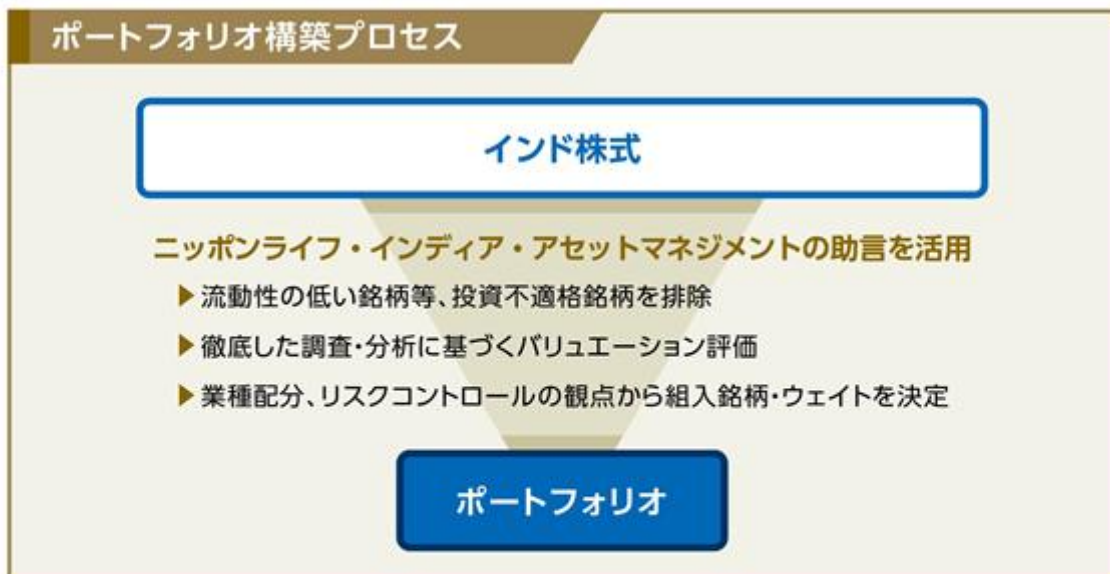 ポートフォリオ構築プロセス
インド株式
ニッポンライフ・インディア・アセットマネジメントの助言を活用
▶流動性の低い銘柄等、投資不適格銘柄を排除
▶徹底した調査・分析に基づくバリュエーション評価
▶業種配分、リスクコントロールの観点から組入銘柄・ウェイトを決定
ポートフォリオ